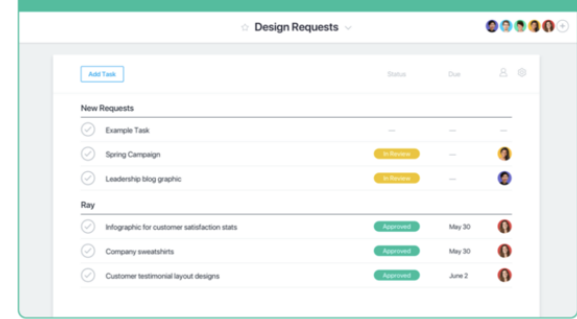 Design Requests
Add Task Status Due
New Requests
Example Task — — —
Spring Campaign In Review —
Leadership blog graphic In Review —
Ray
Infographic for customer satisfaction stats Approved May 30
Company sweatshirts Approved May 30
Customer testimonial layout designs Approved June 2